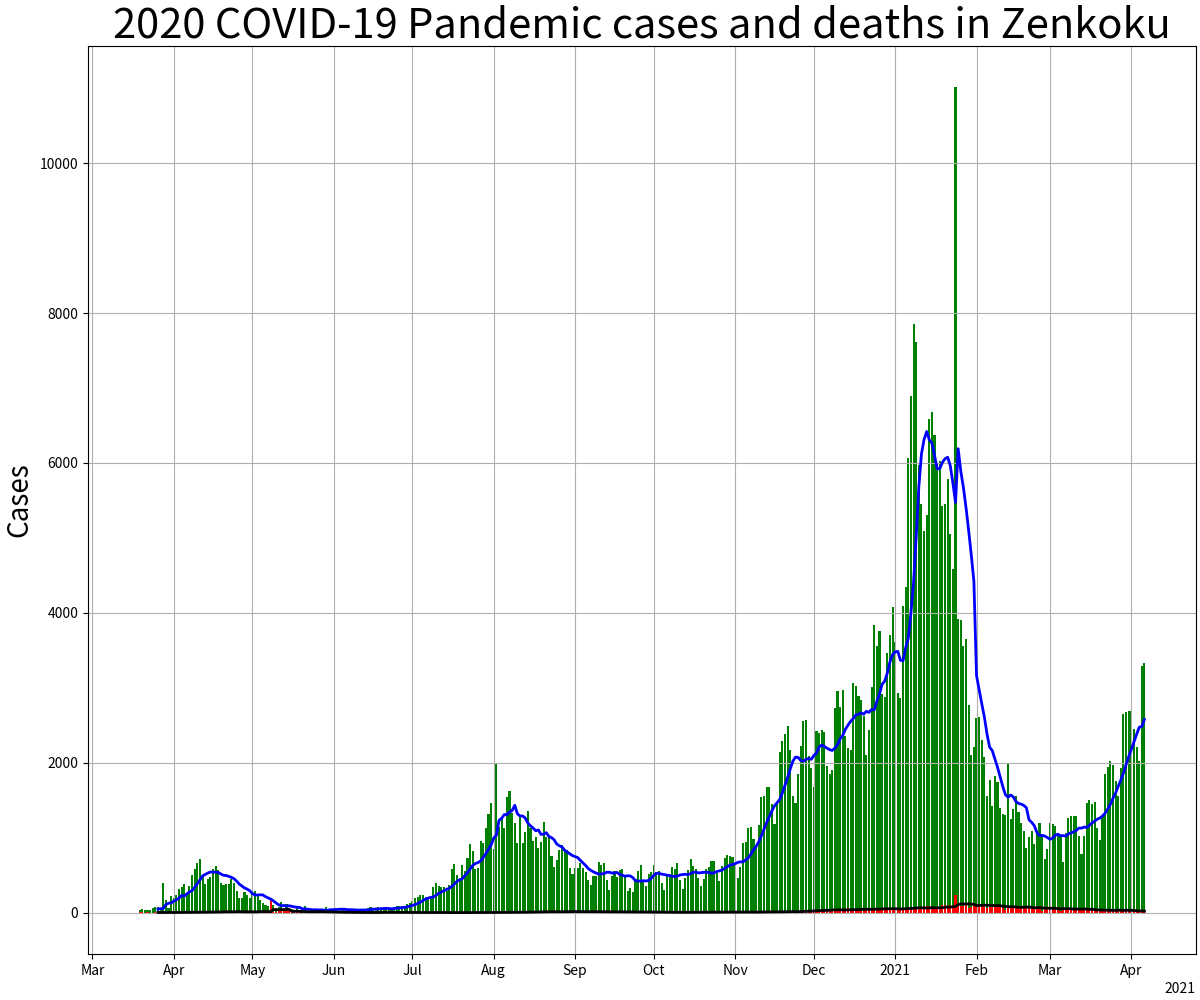 2020 COVID-19 Pandemic cases and deaths in Zenkoku
Cases
10000
8000
6000
4000
2000
0
Mar Apr May Jun Jul Aug Sep Oct Nov Dec 2021 Feb Mar Apr
2021